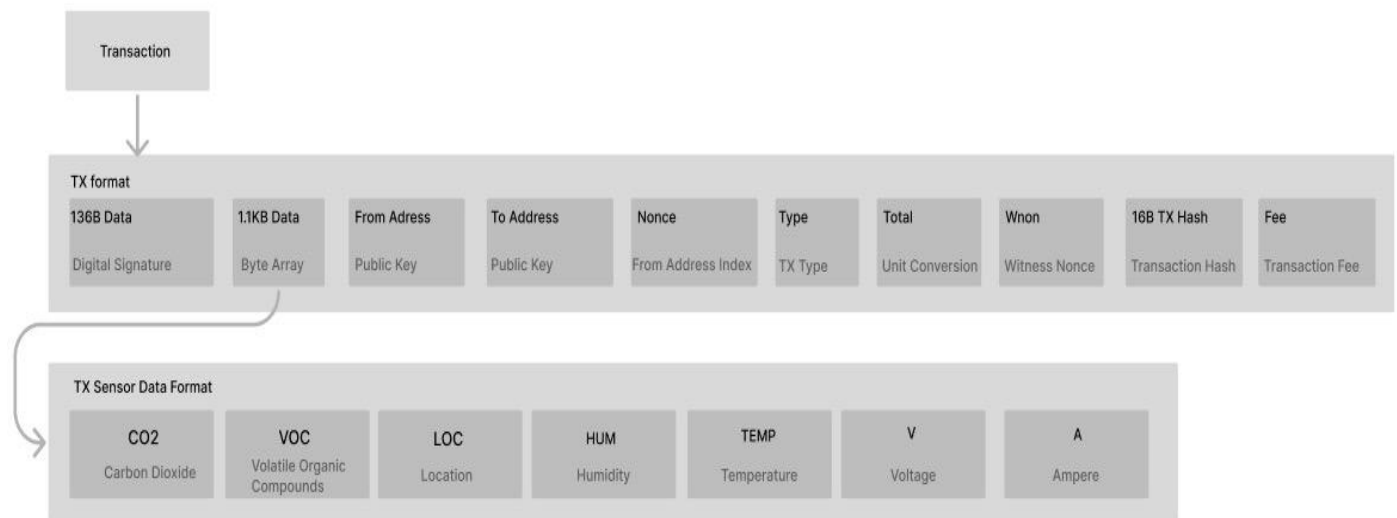 Transaction
TX format
136B Data
Digital Signature
1.1KB Data
Byte Array
From Adress
Public Key
To Address
Public Key
Nonce
From Address Index
Type
TX Type
Total
Unit Conversion
Wnon
Witness Nonce
16B TX Hash
Transaction Hash
Fee
Transaction Fee
TX Sensor Data Format
CO2
Carbon Dioxide
VOC
Volatile Organic
Compounds
LOC
Location
HUM
Humidity
TEMP
Temperature
V
Voltage
A
Ampere